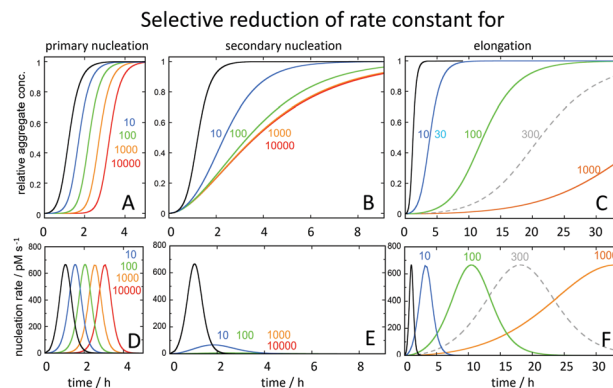 Selective reduction of rate constant for
primary nucleation
secondary nucleation
elongation
relative aggregate conc.
1
0.8
0.6
0.4
0.2
0
10
100
1000
10000
A
0 2 4
1
0.8
0.6
0.4
0.2
0
10 100 1000
10000
B
0 2 4 6 8
1
0.8
0.6
0.4
0.2
0
10 30 100 300 1000
C
0 5 10 15 20 25 30
nucleation rate / pM s⁻¹
800
600
400
200
0
10
100
1000
10000
D
0 2 4
time / h
800
600
400
200
0
10 100 1000
10000
E
0 2 4 6 8
time / h
800
600
400
200
0
10 100 300 1000
F
0 5 10 15 20 25 30
time / h